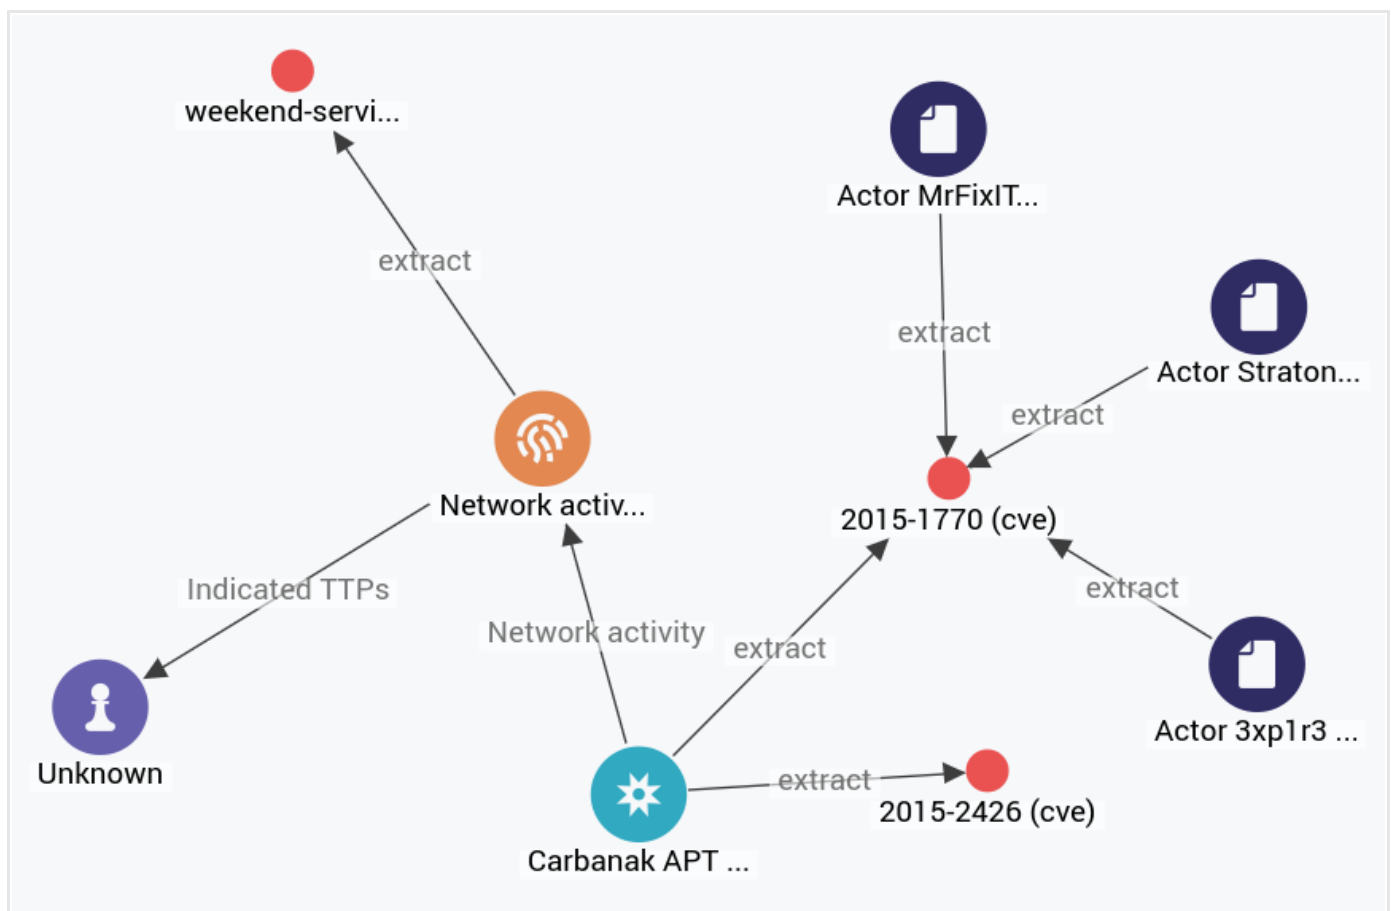 weekend-servi...
Actor MrFixIT...
extract
extract
Actor Straton...
extract
Network activ...
2015-1770 (cve)
Indicated TTPs
extract
Network activity
extract
Actor 3xp1r3 ...
Unknown
extract
2015-2426 (cve)
Carbanak APT ...